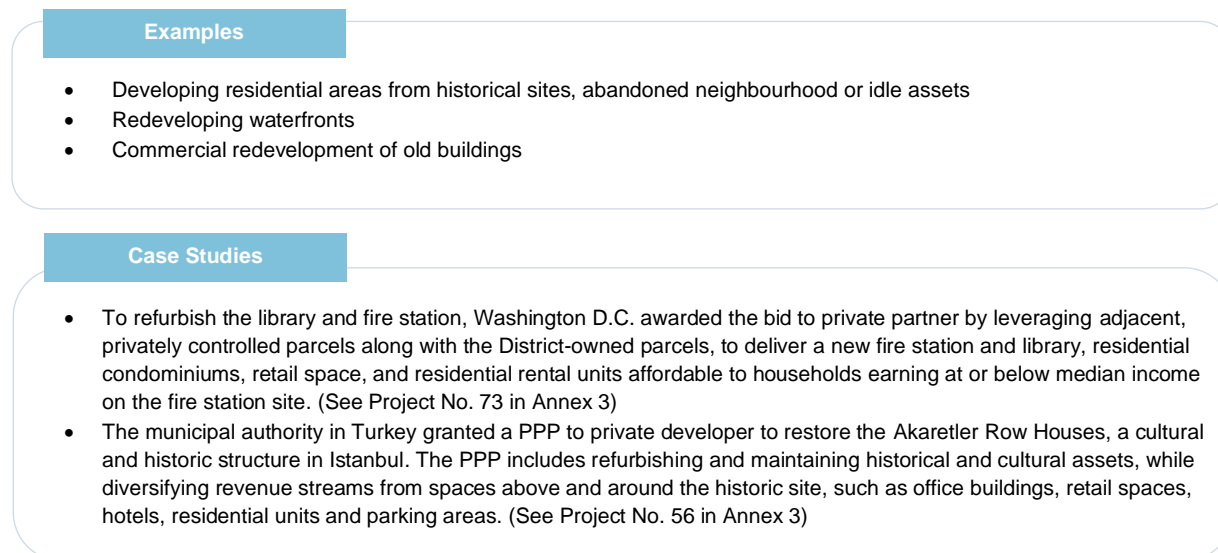 Examples
• Developing residential areas from historical sites, abandoned neighbourhood or idle assets
• Redeveloping waterfronts
• Commercial redevelopment of old buildings
Case Studies
• To refurbish the library and fire station, Washington D.C. awarded the bid to private partner by leveraging adjacent,
privately controlled parcels along with the District-owned parcels, to deliver a new fire station and library, residential
condominiums, retail space, and residential rental units affordable to households earning at or below median income
on the fire station site. (See Project No. 73 in Annex 3)
• The municipal authority in Turkey granted a PPP to private developer to restore the Akaretler Row Houses, a cultural
and historic structure in Istanbul. The PPP includes refurbishing and maintaining historical and cultural assets, while
diversifying revenue streams from spaces above and around the historic site, such as office buildings, retail spaces,
hotels, residential units and parking areas. (See Project No. 56 in Annex 3)